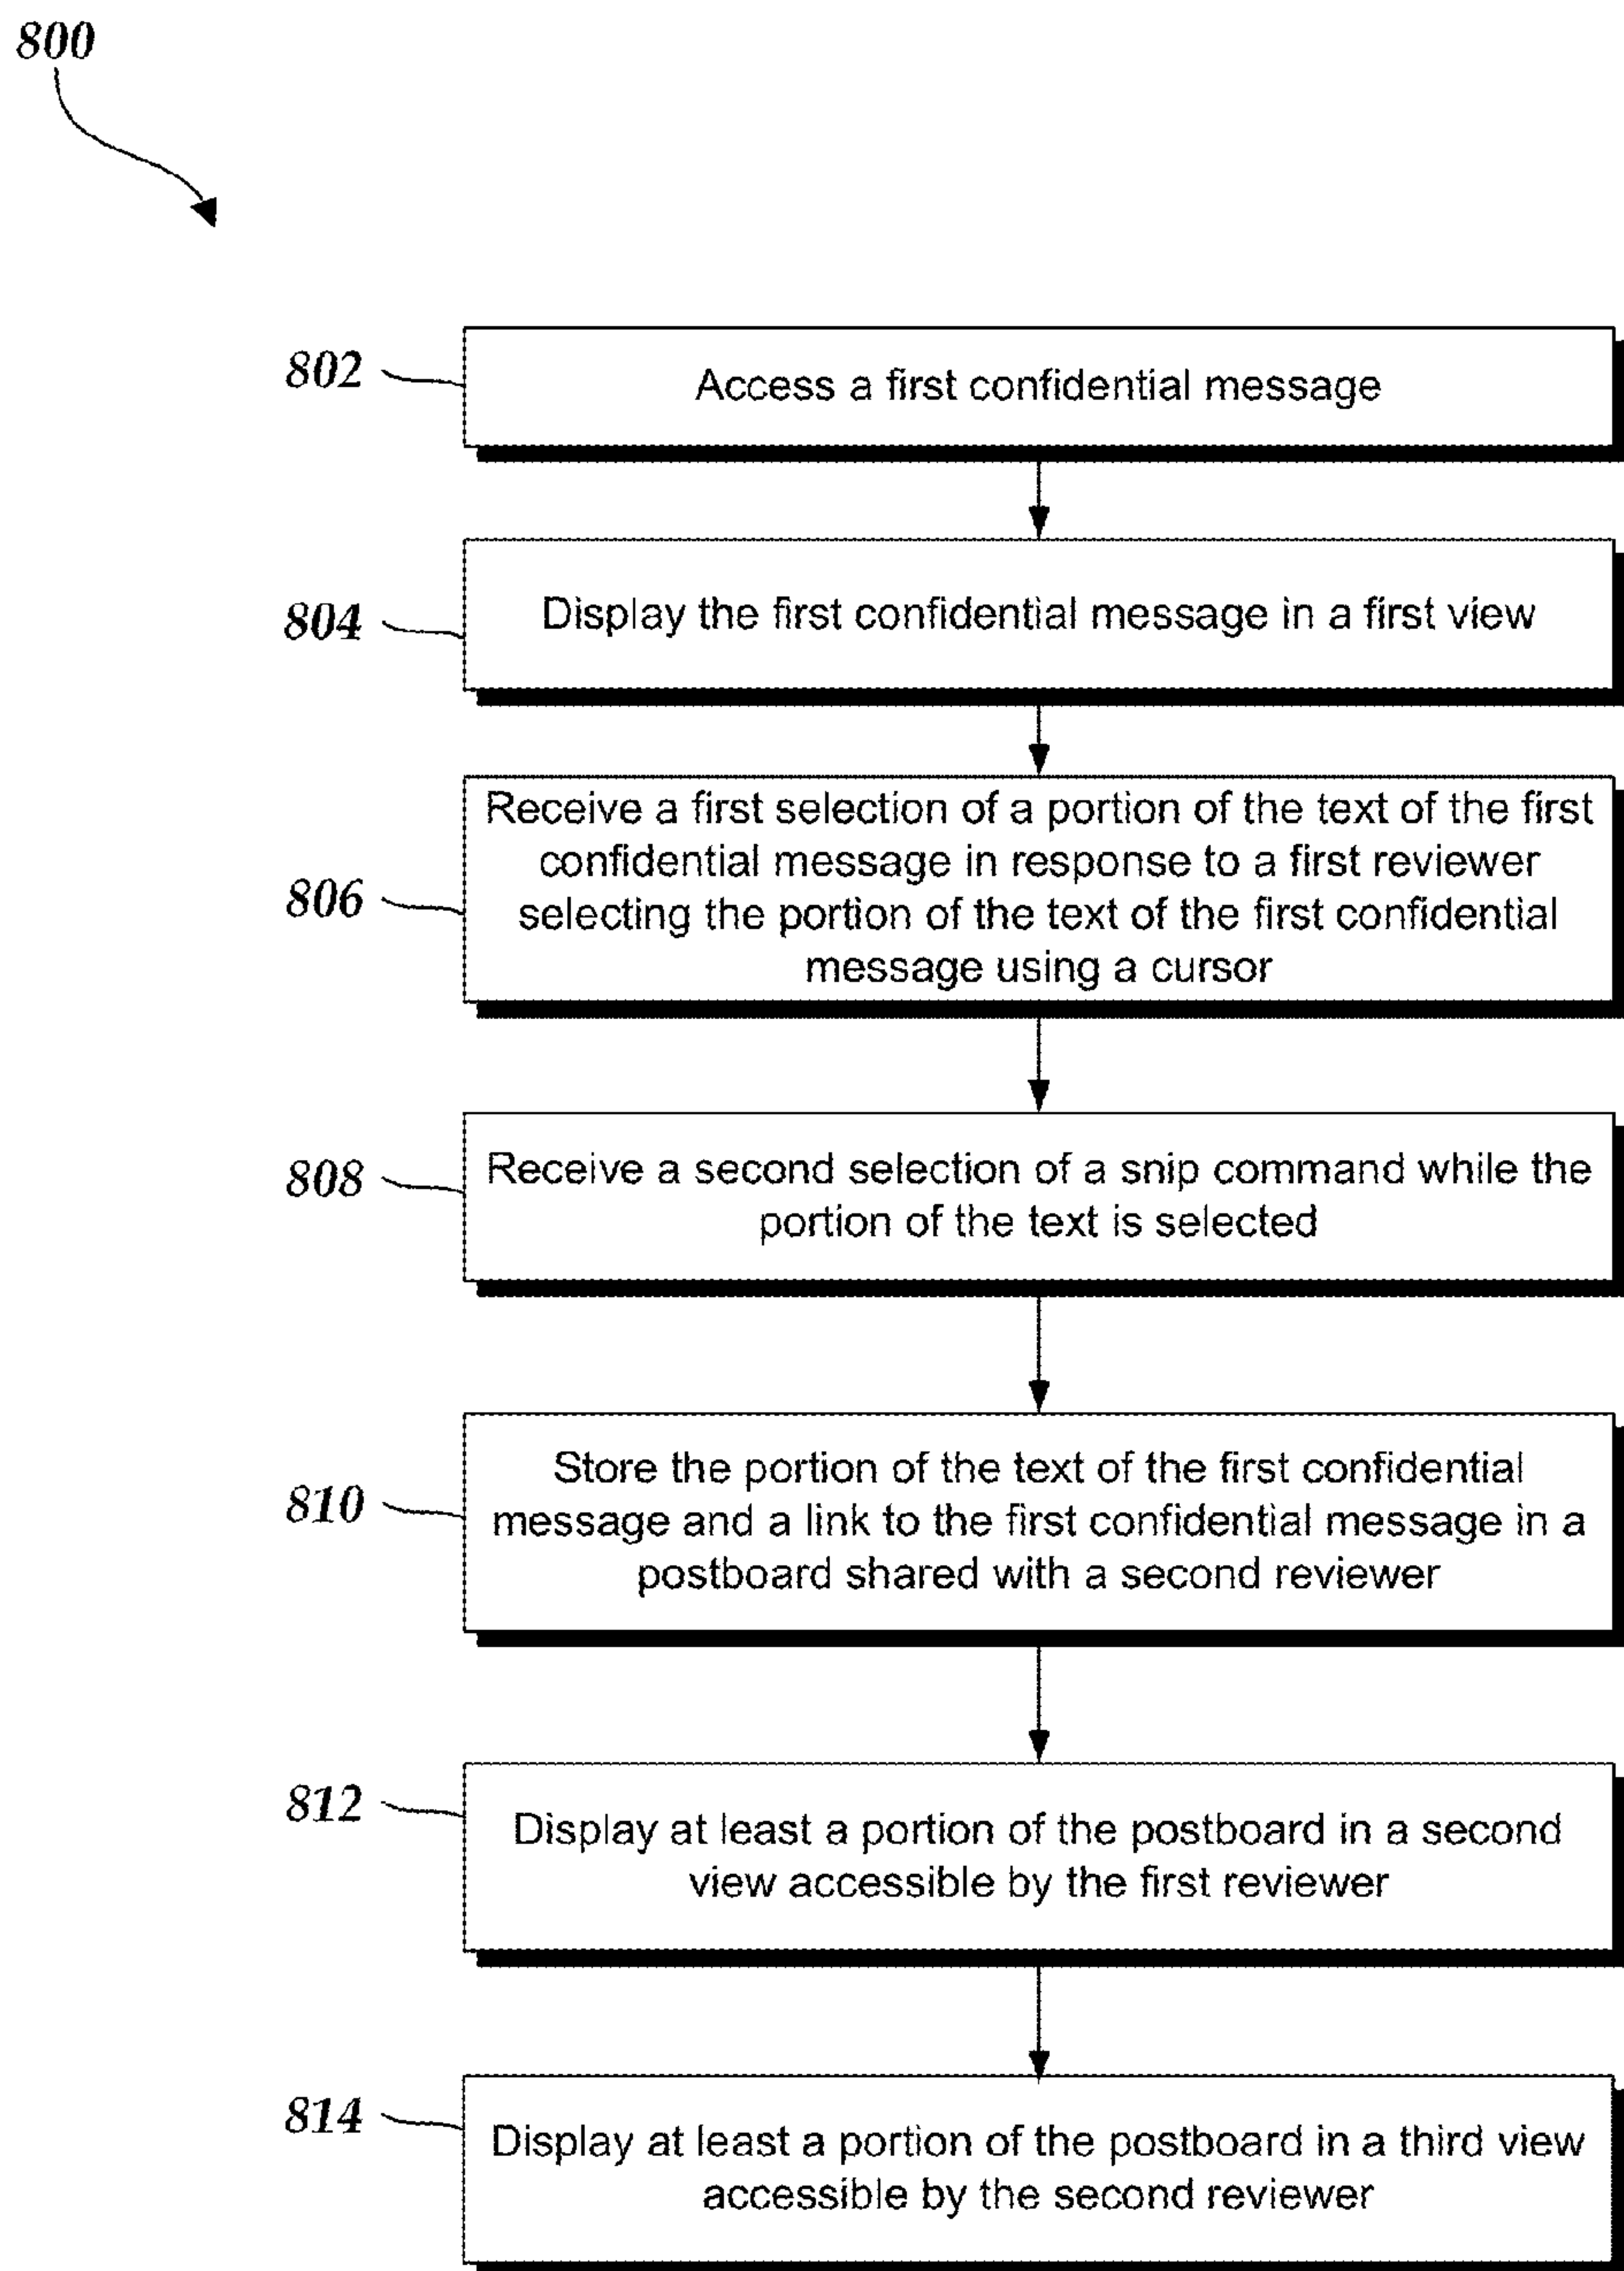 800
802
Access a first confidential message
804
Display the first confidential message in a first view
806
Receive a first selection of a portion of the text of the first
confidential message in response to a first reviewer
selecting the portion of the text of the first confidential
message using a cursor
808
Receive a second selection of a snip command while the
portion of the text is selected
810
Store the portion of the text of the first confidential
message and a link to the first confidential message in a
postboard shared with a second reviewer
812
Display at least a portion of the postboard in a second
view accessible by the first reviewer
814
Display at least a portion of the postboard in a third view
accessible by the second reviewer